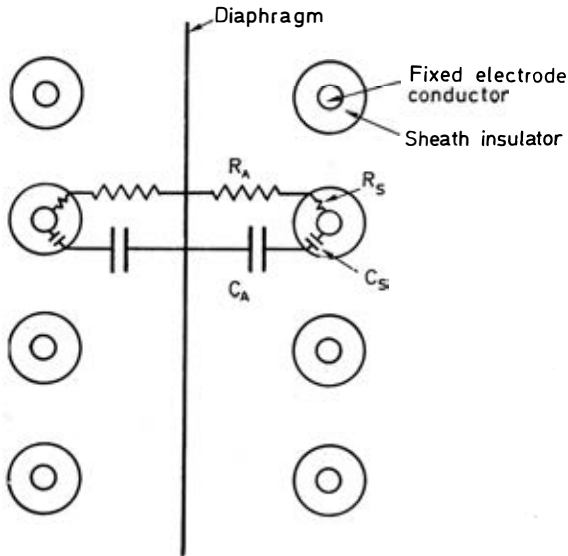 Diaphragm
Fixed electrode
conductor
Sheath insulator
R_A
R_S
C_A
C_S